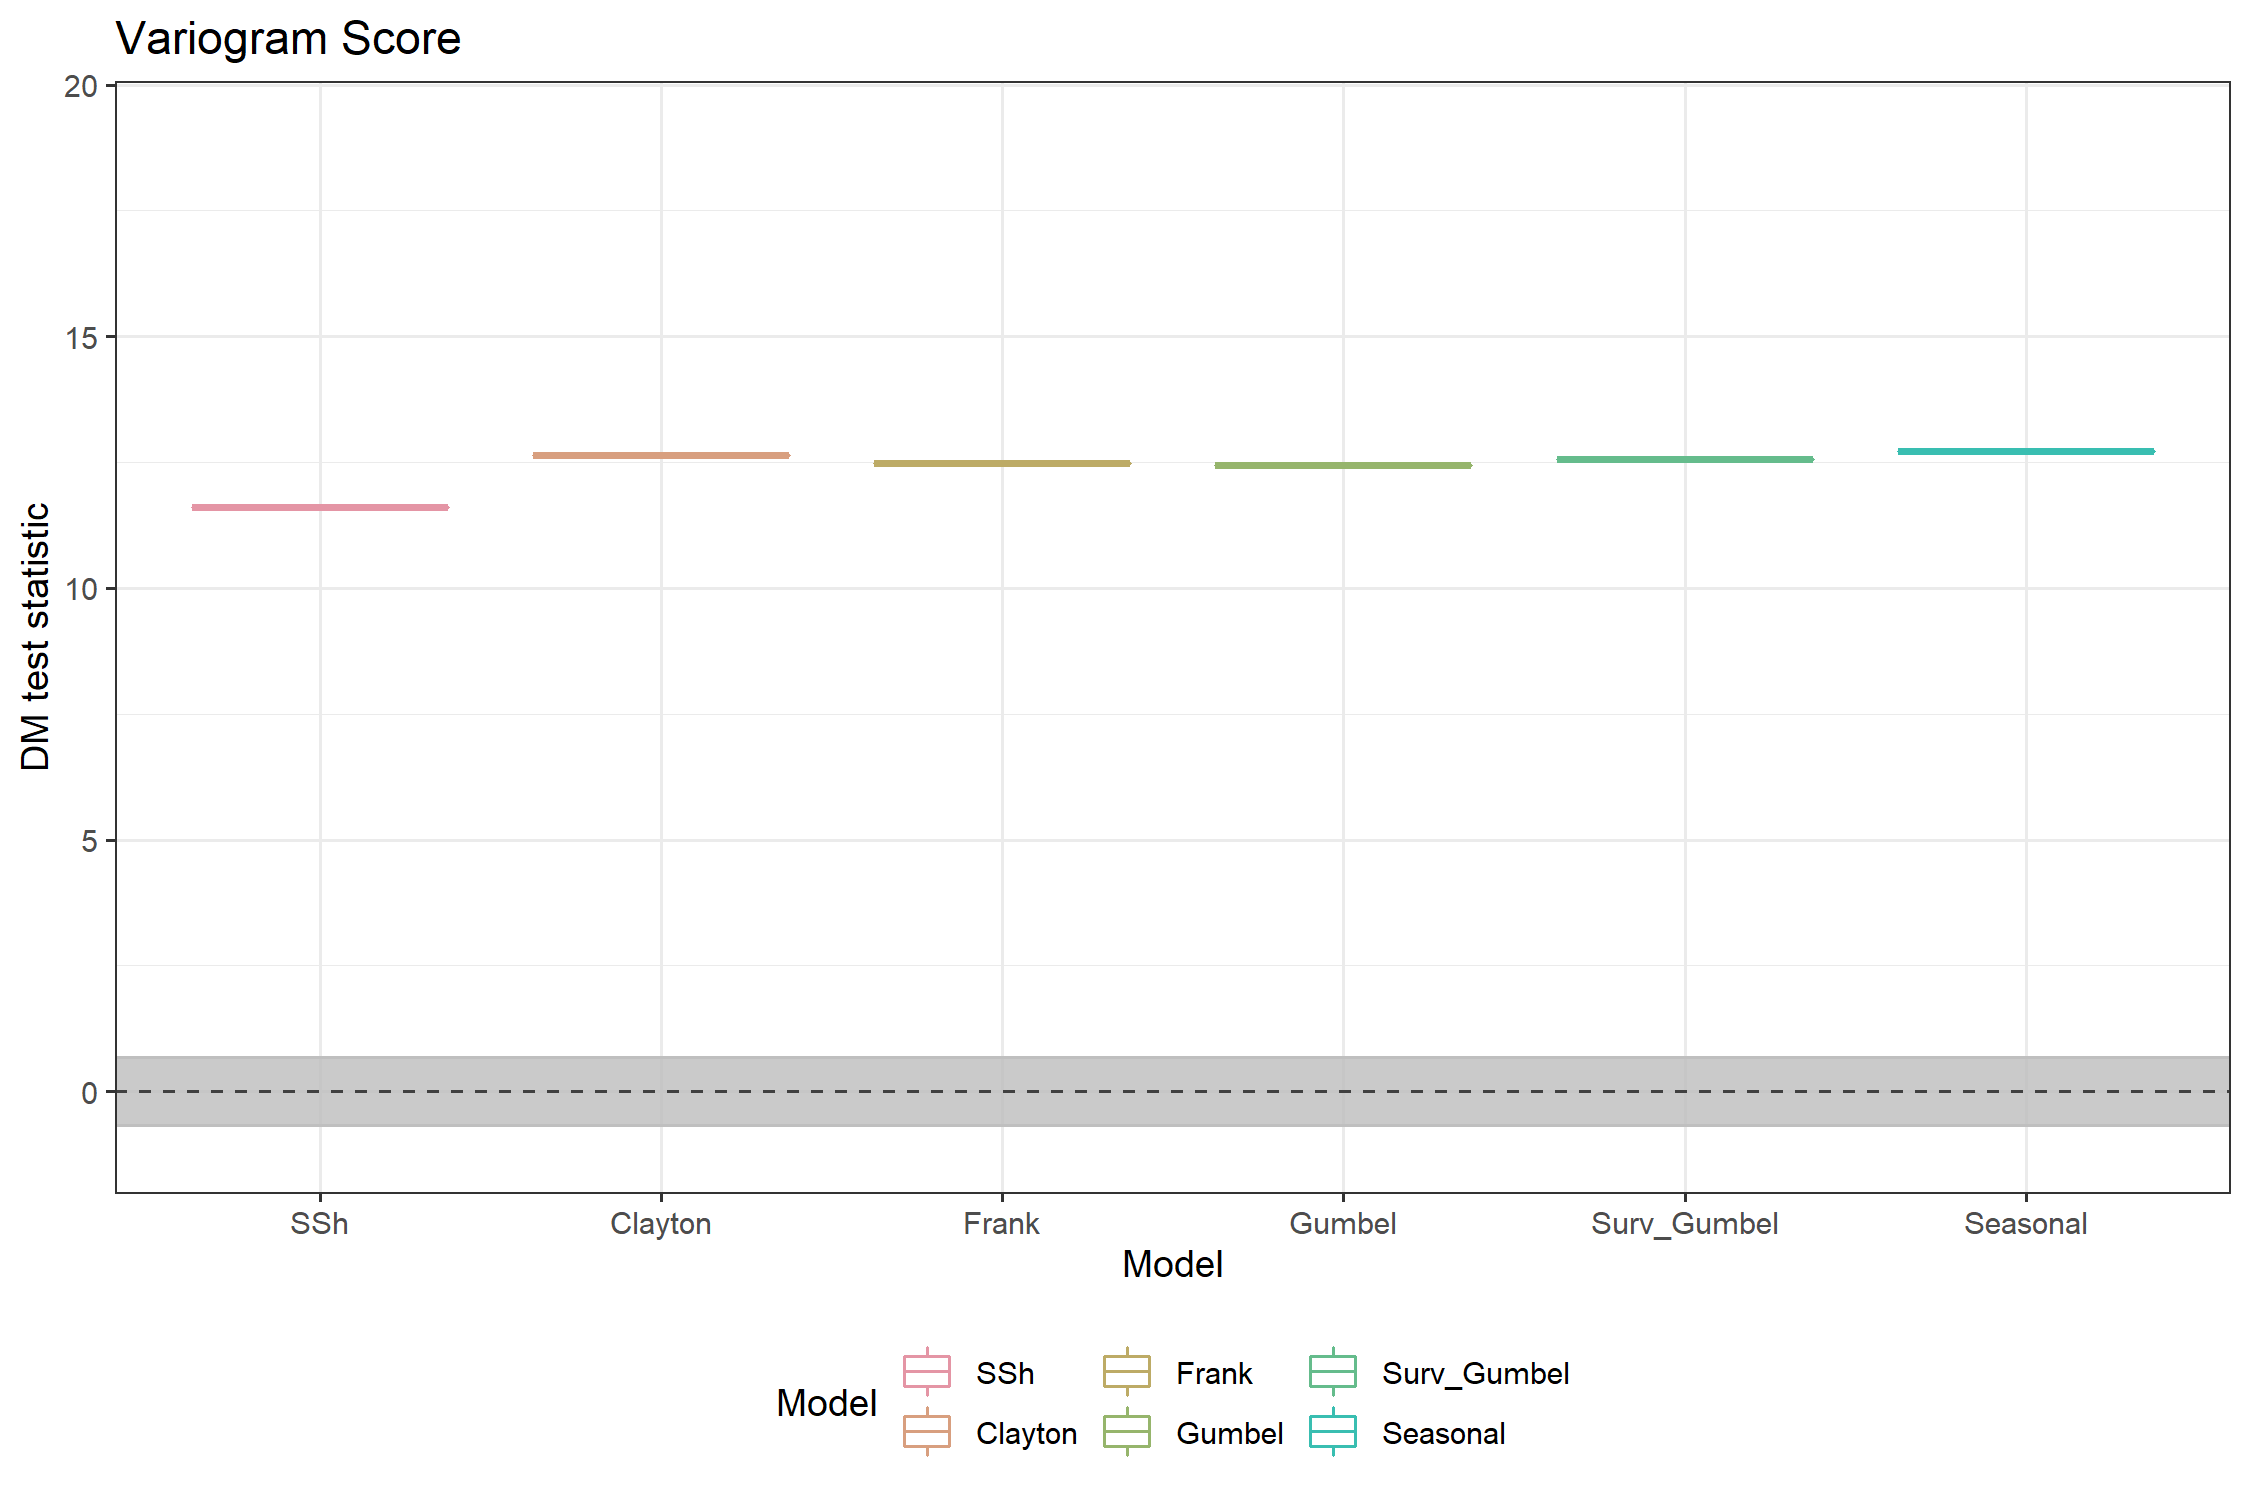 Variogram Score
20
15
10
5
0
DM test statistic
SSh Clayton Frank Gumbel Surv_Gumbel Seasonal
Model
Model
SSh Frank Surv_Gumbel
Clayton Gumbel Seasonal